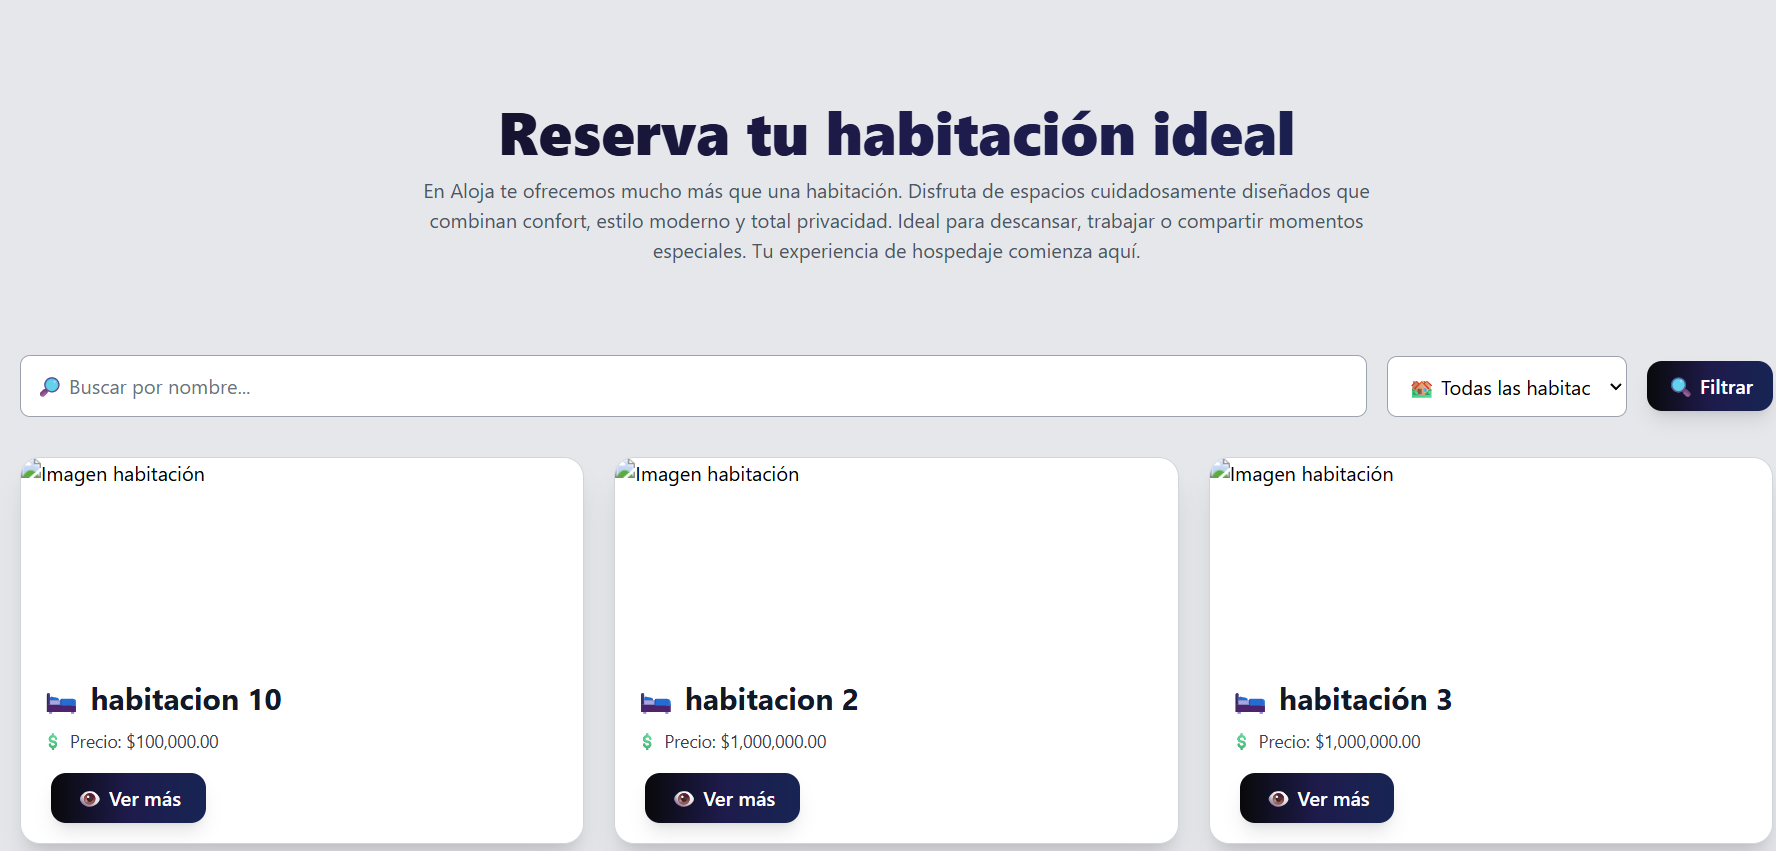 Reserva tu habitación ideal
En Aloja te ofrecemos mucho más que una habitación. Disfruta de espacios cuidadosamente diseñados que
combinan confort, estilo moderno y total privacidad. Ideal para descansar, trabajar o compartir momentos
especiales. Tu experiencia de hospedaje comienza aquí.
Buscar por nombre...
Todas las habitac
Filtrar
Imagen habitación
Imagen habitación
Imagen habitación
habitacion 10
habitacion 2
habitación 3
Precio: $100,000.00
Precio: $1,000,000.00
Precio: $1,000,000.00
Ver más
Ver más
Ver más